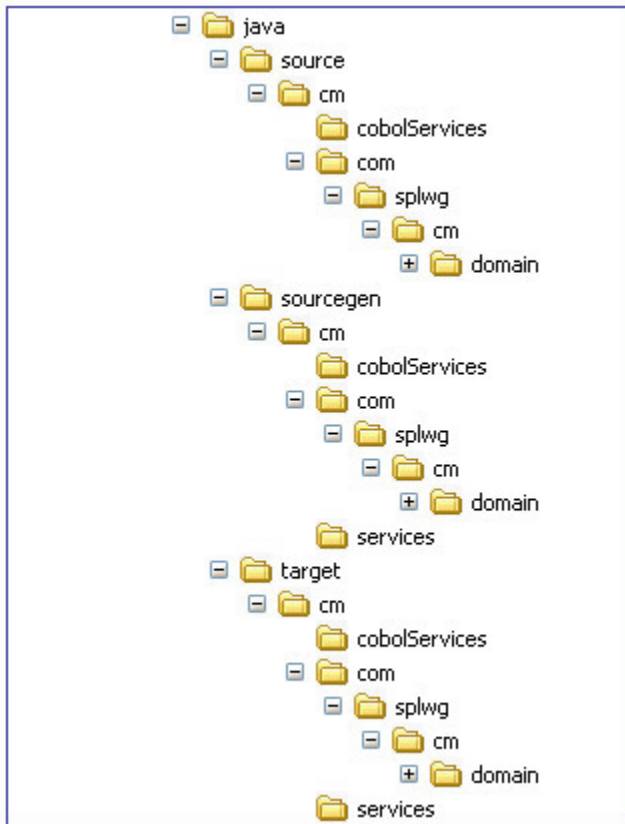 java
source
cm
cobolServices
com
splwg
cm
domain
sourcegen
cm
cobolServices
com
splwg
cm
domain
services
target
cm
cobolServices
com
splwg
cm
domain
services